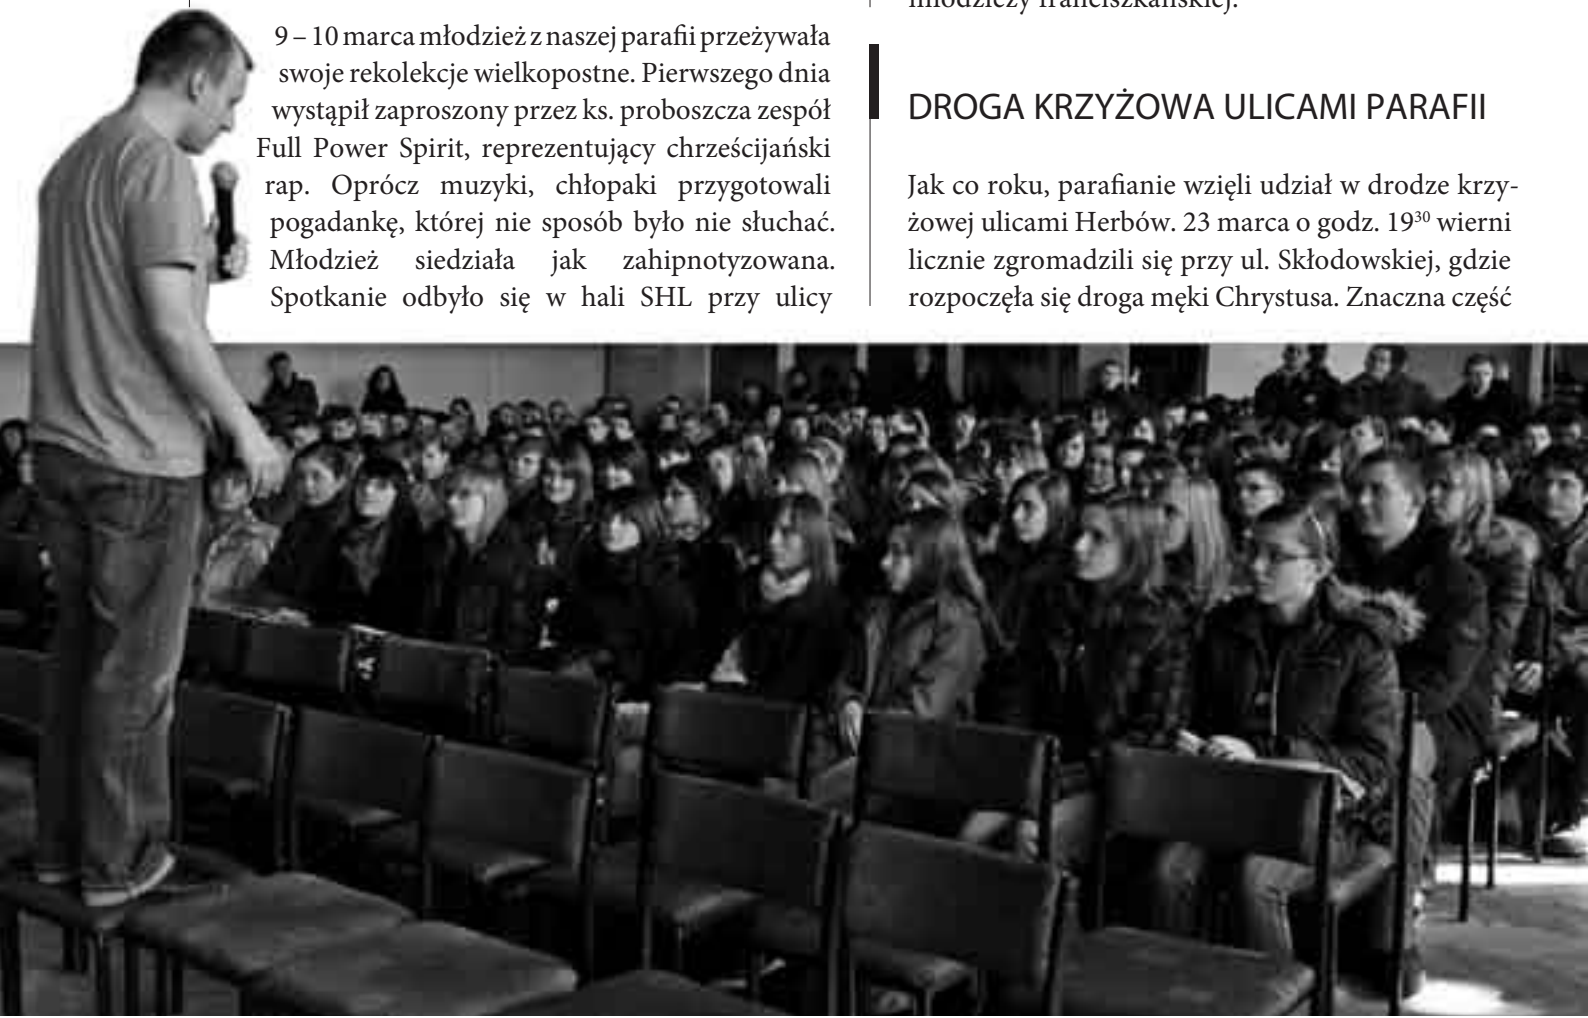 9 – 10 marca młodzież z naszej parafii przeżywała
swoje rekolekcje wielkopostne. Pierwszego dnia
wystąpił zaproszony przez ks. proboszcza zespół
Full Power Spirit, reprezentujący chrześcijański
rap. Oprócz muzyki, chłopaki przygotowali
pogadankę, której nie sposób było nie słuchać.
Młodzież siedziała jak zahipnotyzowana.
Spotkanie odbyło się w hali SHL przy ulicy
młodzieży franciszkańskiej.
DROGA KRZYŻOWA ULICAMI PARAFII
Jak co roku, parafianie wzięli udział w drodze krzy-
żowej ulicami Herbów. 23 marca o godz. 19³⁰ wierni
licznie zgromadzili się przy ul. Skłodowskiej, gdzie
rozpoczęła się droga męki Chrystusa. Znaczna część